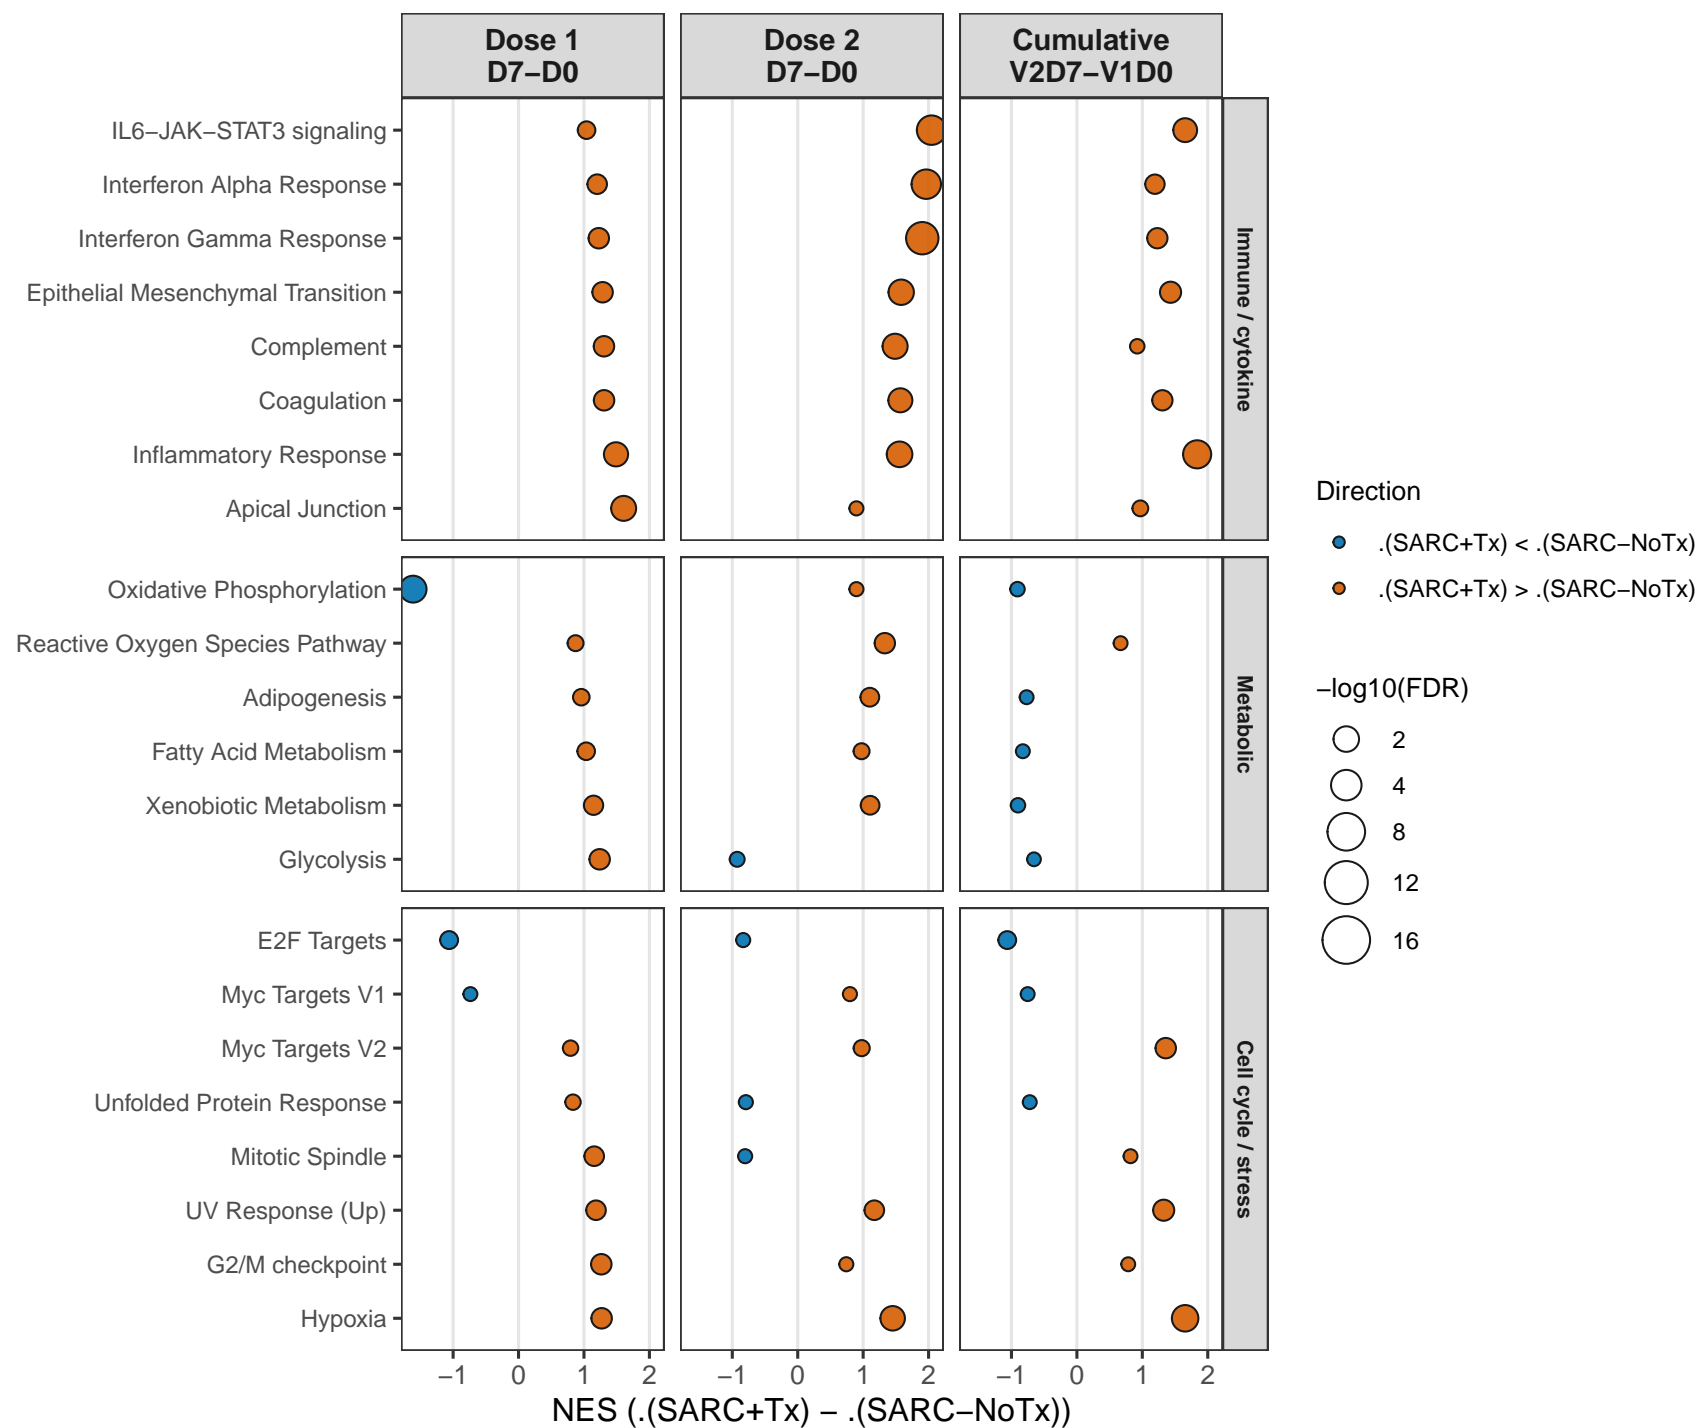 Dose 1
D7−D0
Dose 2
D7−D0
Cumulative
V2D7−V1D0
IL6−JAK−STAT3 signaling
Interferon Alpha Response
Interferon Gamma Response
Epithelial Mesenchymal Transition
Complement
Coagulation
Inflammatory Response
Apical Junction
Immune / cytokine
Oxidative Phosphorylation
Reactive Oxygen Species Pathway
Adipogenesis
Fatty Acid Metabolism
Xenobiotic Metabolism
Glycolysis
Metabolic
E2F Targets
Myc Targets V1
Myc Targets V2
Unfolded Protein Response
Mitotic Spindle
UV Response (Up)
G2/M checkpoint
Hypoxia
Cell cycle / stress
−1 0 1 2
−1 0 1 2
−1 0 1 2
NES (.(SARC+Tx) − .(SARC−NoTx))
Direction
.(SARC+Tx) < .(SARC−NoTx)
.(SARC+Tx) > .(SARC−NoTx)
−log10(FDR)
2
4
8
12
16